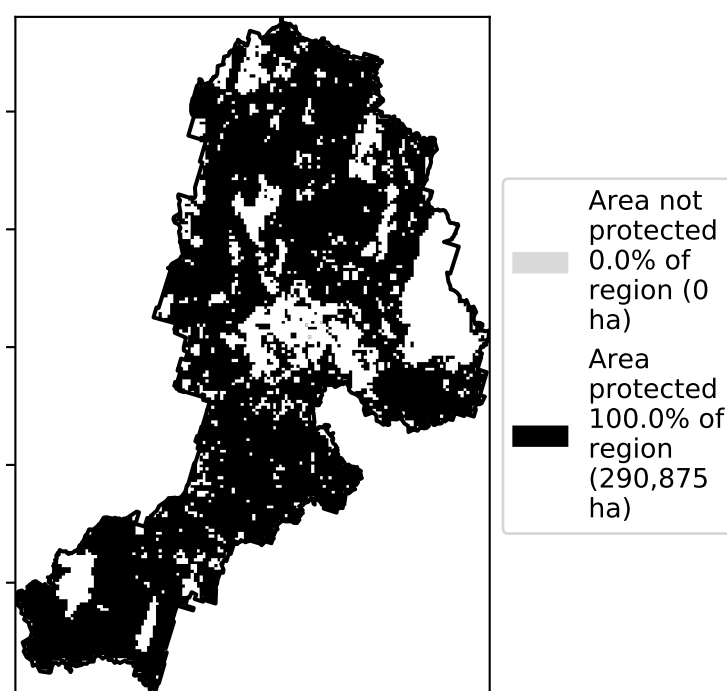 Area not
protected
0.0% of
region (0
ha)
Area
protected
100.0% of
region
(290,875
ha)